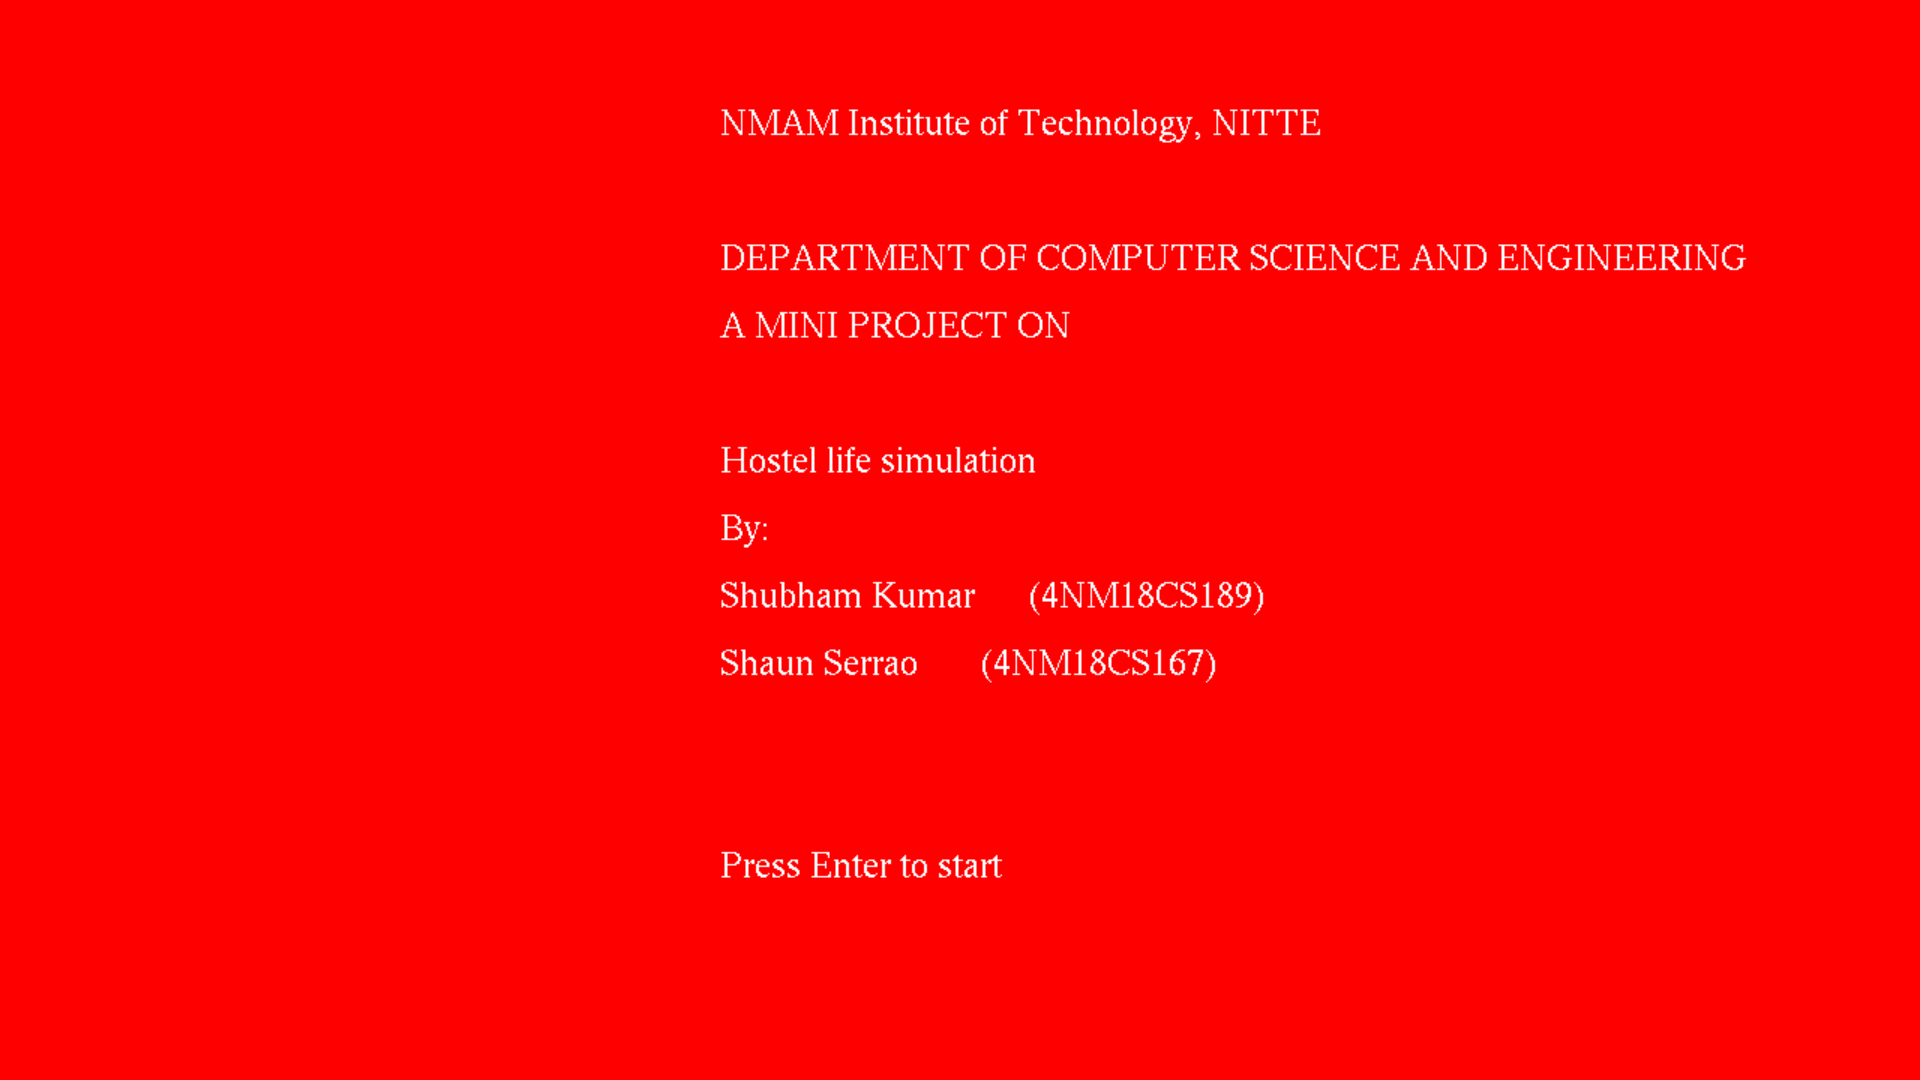 NMAM Institute of Technology, NITTE
DEPARTMENT OF COMPUTER SCIENCE AND ENGINEERING
A MINI PROJECT ON
Hostel life simulation
By:
Shubham Kumar (4NM18CS189)
Shaun Serrao (4NM18CS167)
Press Enter to start